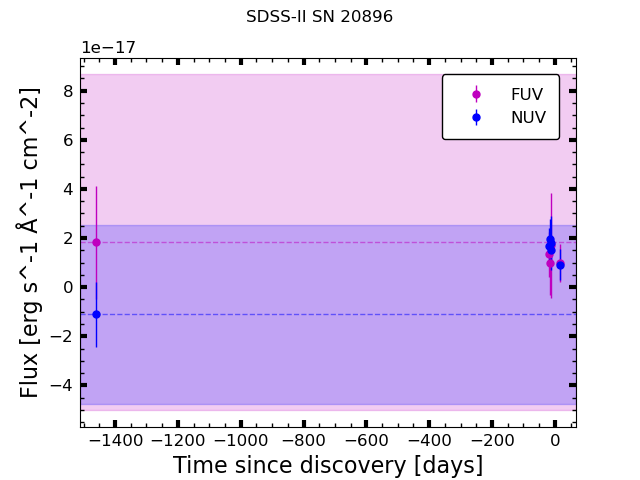 SDSS-II SN 20896
1e−17
8
6
4
2
0
−2
−4
Flux [erg s^-1 Å^-1 cm^-2]
FUV
NUV
−1400 −1200 −1000 −800 −600 −400 −200 0
Time since discovery [days]